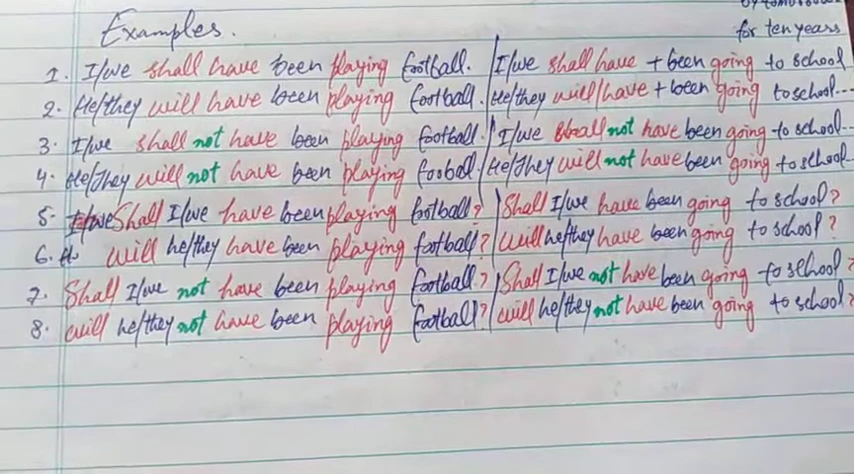 by tomorrow
for ten years
Examples.
1. I/we shall have been playing football. I/we shall have + been going to school
2. He/they will have been playing football. He/they will/have + been going to school...
3. I/we shall not have been playing football. I/we shall not have been going to school...
4. He/They will not have been playing football. He/They will not have been going to school...
5. Shall I/we have been playing football? Shall I/we have been going to school?
6. will he/they have been playing football? Will he/they have been going to school?
7. Shall I/we not have been playing football? Shall I/we not have been going to school?
8. will he/they not have been playing football? will he/they not have been going to school?